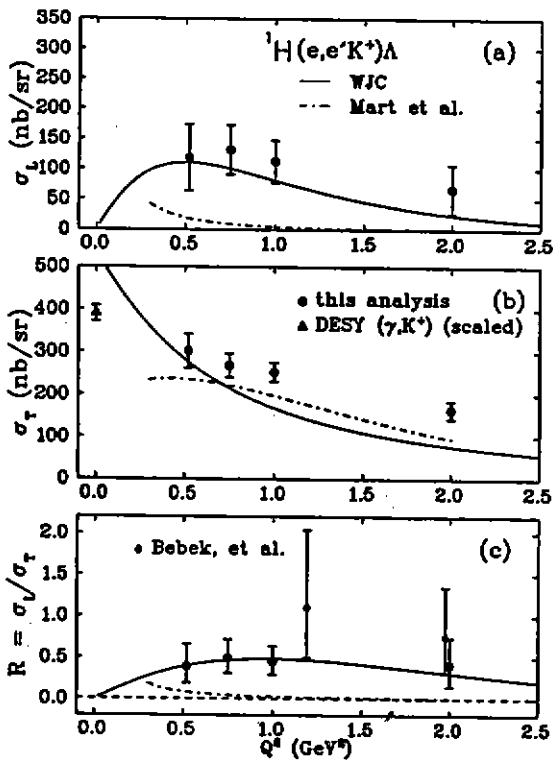 350
300
250
200
150
100
50
0
σ_L (nb/sr)
¹H(e,e′K⁺)Λ (a)
WJC
Mart et al.
0.0 0.5 1.0 1.5 2.0 2.5
500
400
300
200
100
0
σ_T (nb/sr)
this analysis (b)
DESY (γ,K⁺) (scaled)
0.0 0.5 1.0 1.5 2.0 2.5
2.0
1.5
1.0
0.5
0.0
R = σ_L/σ_T
Bebek, et al. (c)
0.0 0.5 1.0 1.5 2.0 2.5
Q² (GeV²)